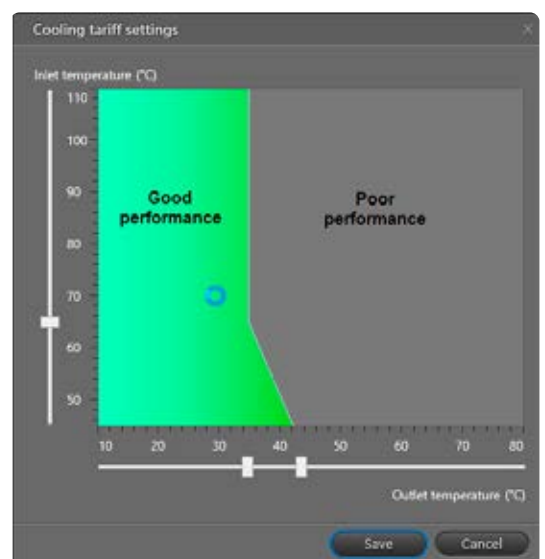 Cooling tariff settings
Inlet temperature (°C)
110
100
90
80
70
60
50
Good
performance
Poor
performance
10 20 30 40 50 60 70 80
Outlet temperature (°C)
Save Cancel